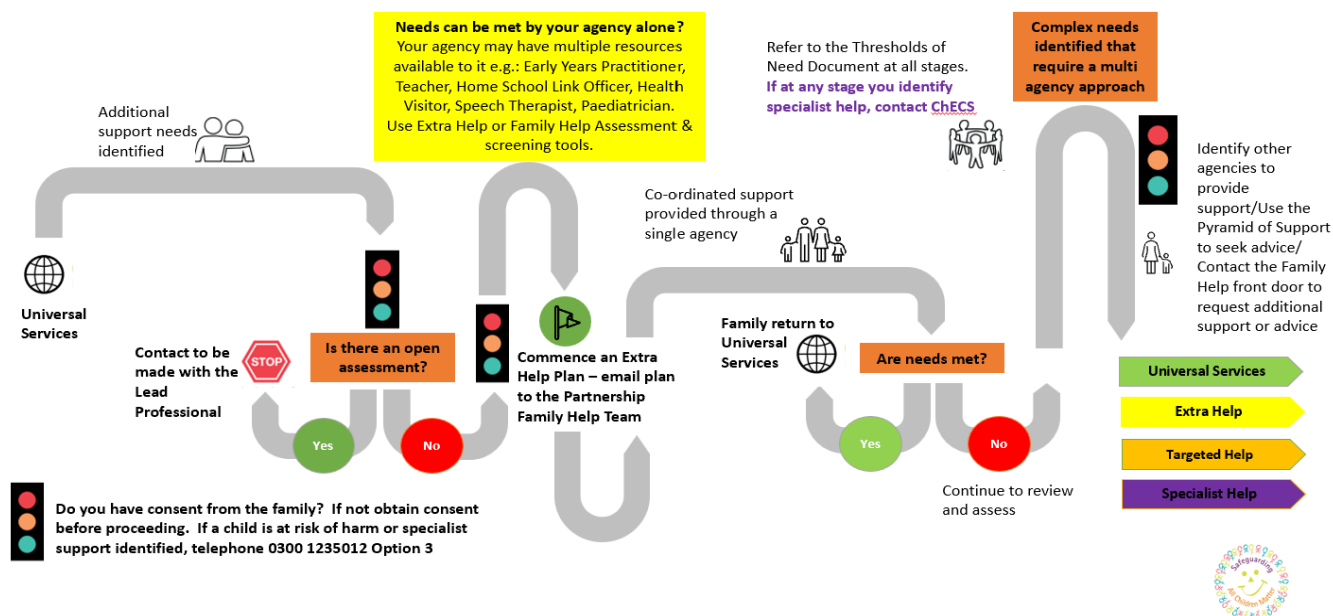 Additional
support needs
identified
Universal
Services
Contact to be
made with the
Lead
Professional
STOP
Is there an open
assessment?
Yes
No
Needs can be met by your agency alone?
Your agency may have multiple resources
available to it e.g.: Early Years Practitioner,
Teacher, Home School Link Officer, Health
Visitor, Speech Therapist, Paediatrician.
Use Extra Help or Family Help Assessment &
screening tools.
Commence an Extra
Help Plan – email plan
to the Partnership
Family Help Team
Co-ordinated support
provided through a
single agency
Family return to
Universal
Services
Are needs met?
Yes
No
Continue to review
and assess
Refer to the Thresholds of
Need Document at all stages.
If at any stage you identify
specialist help, contact ChECS
Complex needs
identified that
require a multi
agency approach
Identify other
agencies to
provide
support/Use the
Pyramid of Support
to seek advice/
Contact the Family
Help front door to
request additional
support or advice
Universal Services
Extra Help
Targeted Help
Specialist Help
Do you have consent from the family?  If not obtain consent
before proceeding.  If a child is at risk of harm or specialist
support identified, telephone 0300 1235012 Option 3
Safeguarding
All Children Matter